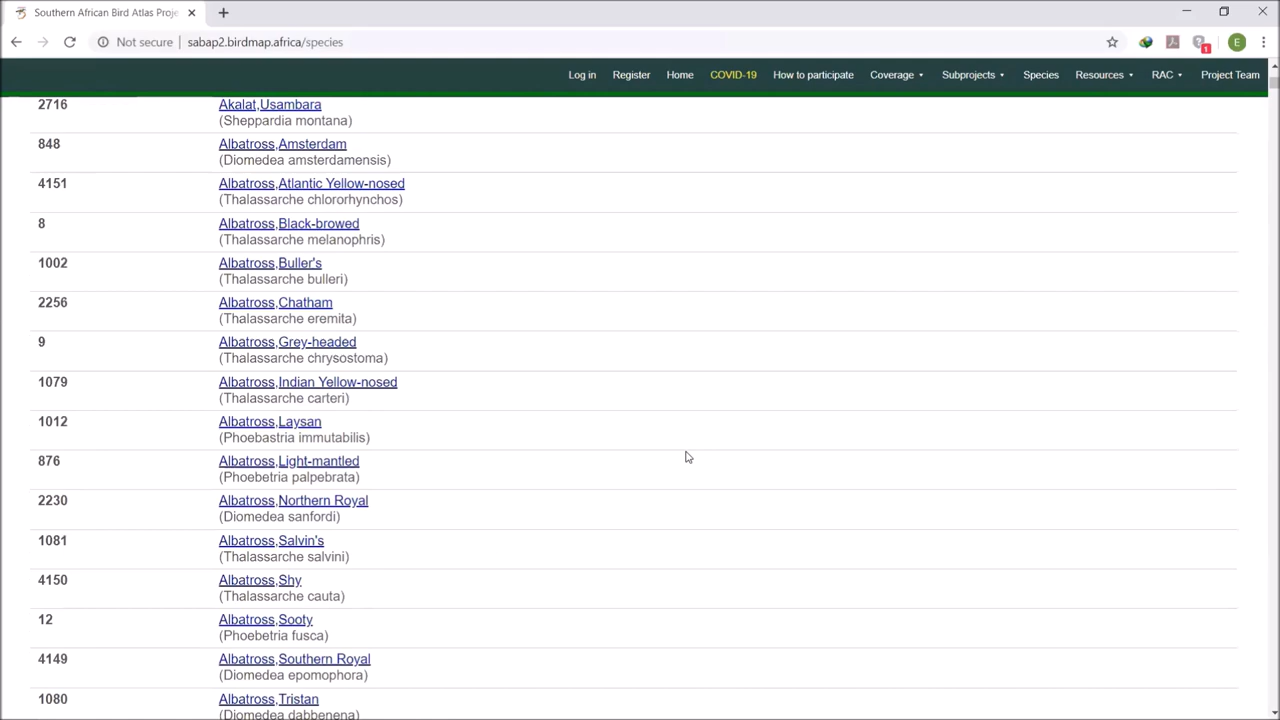 Southern African Bird Atlas Proje
Not secure
sabap2.birdmap.africa/species
1
E
Log in
Register
Home
COVID-19
How to participate
Coverage
Subprojects
Species
Resources
RAC
Project Team
2716
Akalat,Usambara
(Sheppardia montana)
848
Albatross,Amsterdam
(Diomedea amsterdamensis)
4151
Albatross,Atlantic Yellow-nosed
(Thalassarche chlororhynchos)
8
Albatross,Black-browed
(Thalassarche melanophris)
1002
Albatross,Buller's
(Thalassarche bulleri)
2256
Albatross,Chatham
(Thalassarche eremita)
9
Albatross,Grey-headed
(Thalassarche chrysostoma)
1079
Albatross,Indian Yellow-nosed
(Thalassarche carteri)
1012
Albatross,Laysan
(Phoebastria immutabilis)
876
Albatross,Light-mantled
(Phoebetria palpebrata)
2230
Albatross,Northern Royal
(Diomedea sanfordi)
1081
Albatross,Salvin's
(Thalassarche salvini)
4150
Albatross,Shy
(Thalassarche cauta)
12
Albatross,Sooty
(Phoebetria fusca)
4149
Albatross,Southern Royal
(Diomedea epomophora)
1080
Albatross,Tristan
(Diomedea dabbenena)